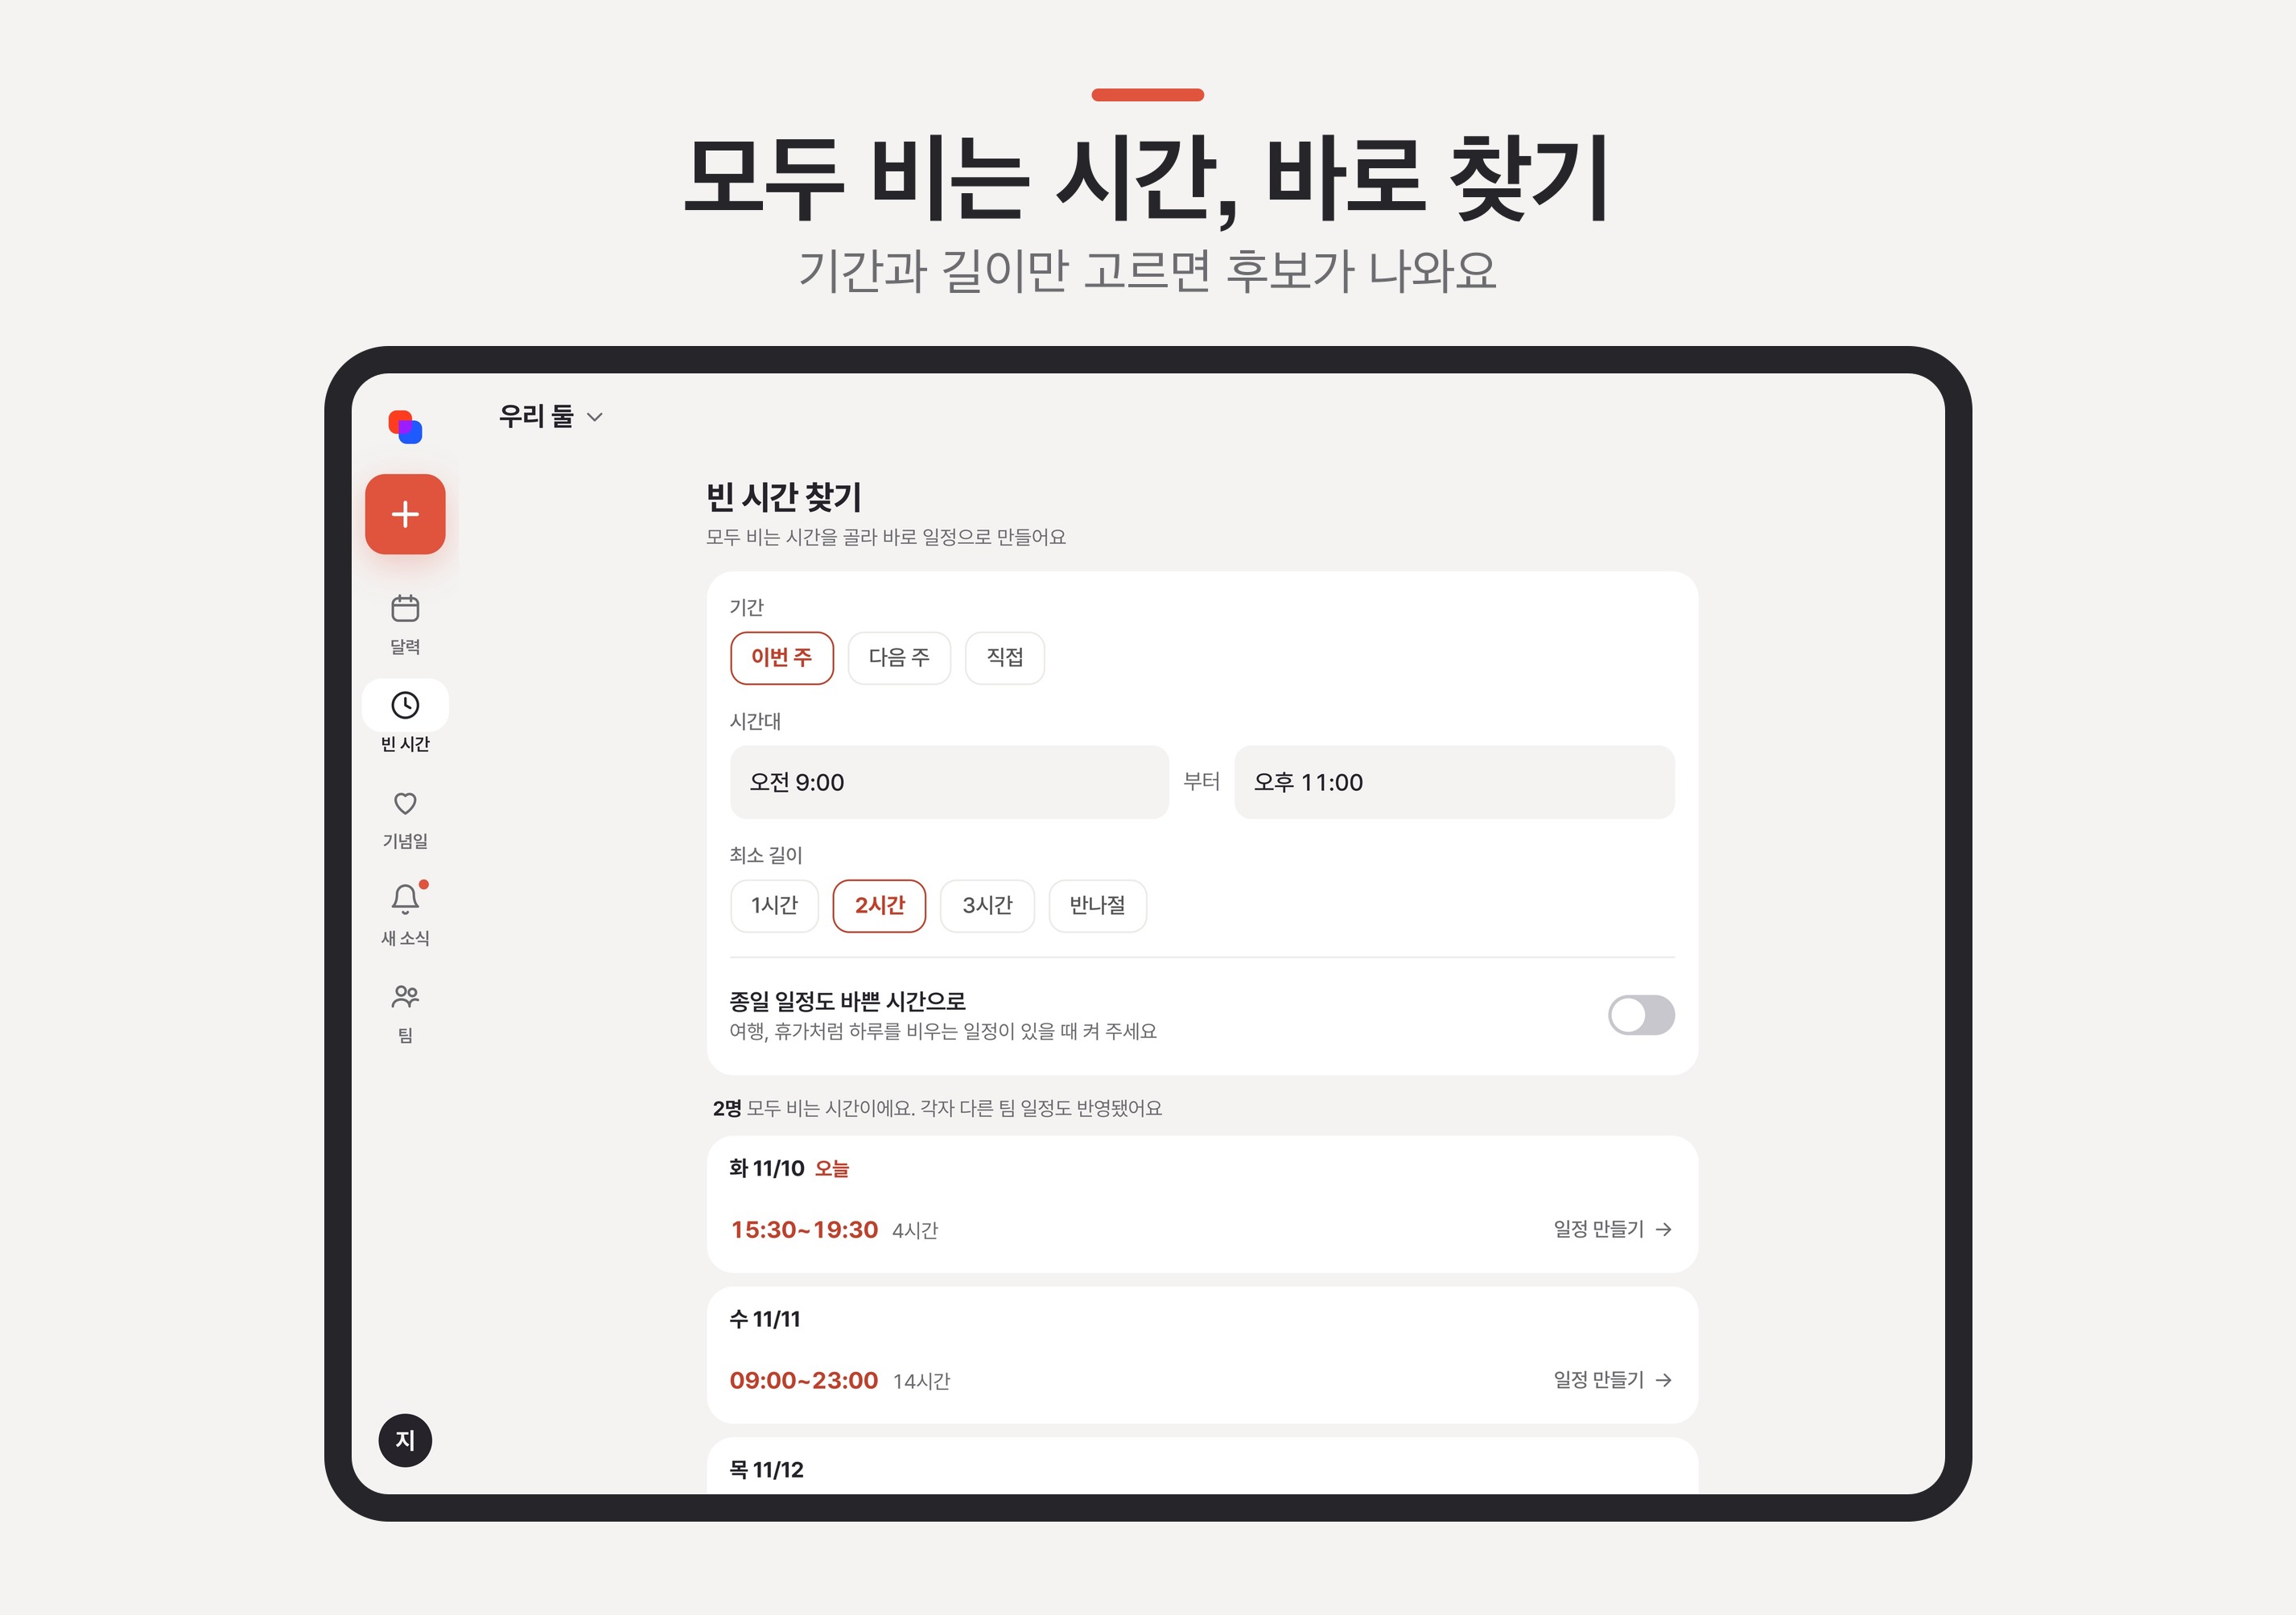 모두 비는 시간, 바로 찾기
기간과 길이만 고르면 후보가 나와요
우리 둘
달력
빈 시간
기념일
새 소식
팀
지
빈 시간 찾기
모두 비는 시간을 골라 바로 일정으로 만들어요
기간
이번 주 다음 주 직접
시간대
오전 9:00 부터 오후 11:00
최소 길이
1시간 2시간 3시간 반나절
종일 일정도 바쁜 시간으로
여행, 휴가처럼 하루를 비우는 일정이 있을 때 켜 주세요
2명 모두 비는 시간이에요. 각자 다른 팀 일정도 반영됐어요
화 11/10 오늘
15:30~19:30 4시간 일정 만들기 →
수 11/11
09:00~23:00 14시간 일정 만들기 →
목 11/12